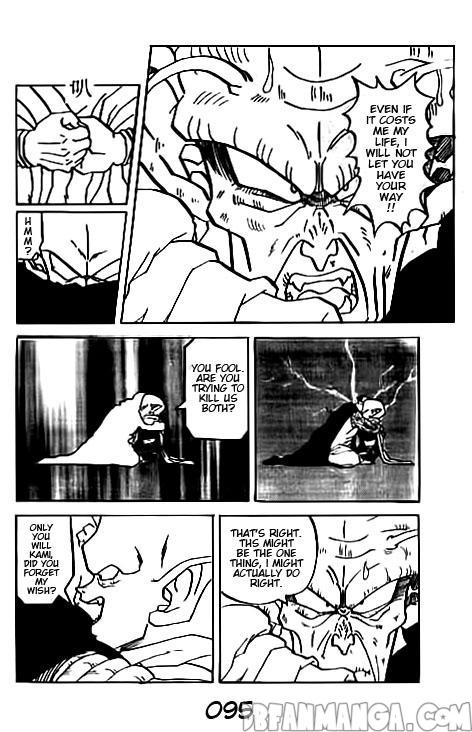 EVEN IF
IT COSTS
ME MY
LIFE, I
WILL NOT
LET YOU
HAVE
YOUR
WAY
!!
HMM?
YOU FOOL.
ARE YOU
TRYING TO
KILL US
BOTH?
THAT'S RIGHT.
THS MIGHT
BE THE ONE
THING, I MIGHT
ACTUALLY DO
RIGHT.
ONLY
YOU
WILL
KAMI,
DID YOU
FORGET
MY
WISH?
095
DBFANMANGA.COM